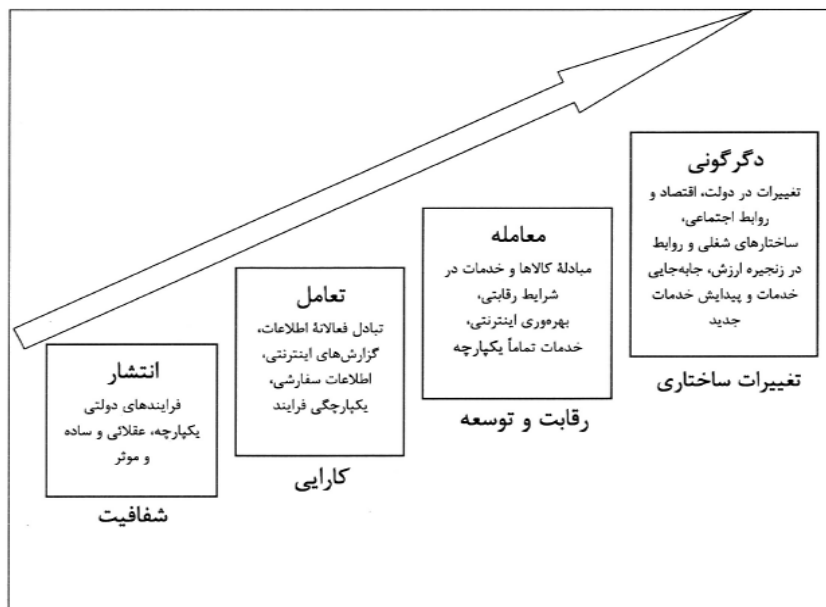 انتشار
فرایندهای دولتی
یکپارچه، عقلائی و ساده
و موثر
شفافیت
تعامل
تبادل فعالانۀ اطلاعات،
گزارش‌های اینترنتی،
اطلاعات سفارشی،
یکپارچگی فرایند
کارایی
معامله
مبادلۀ کالاها و خدمات در
شرایط رقابتی،
بهره‌وری اینترنتی،
خدمات تماماً یکپارچه
رقابت و توسعه
دگرگونی
تغییرات در دولت، اقتصاد و
روابط اجتماعی،
ساختارهای شغلی و روابط
در زنجیره ارزش، جابه‌جایی
خدمات و پیدایش خدمات
جدید
تغییرات ساختاری